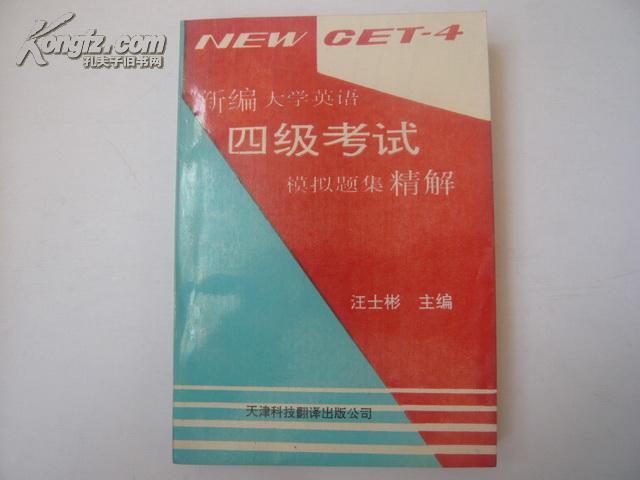 Kongfz.com
孔夫子旧书网
NEW CET-4
新编 大学英语
四级考试
模拟题集 精解
汪士彬 主编
天津科技翻译出版公司